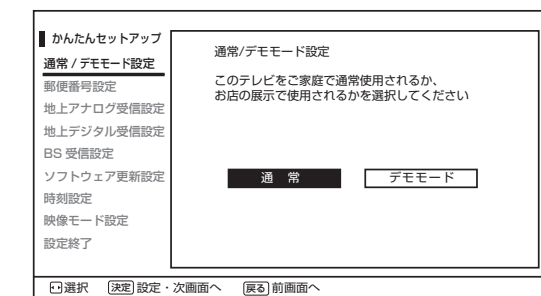 かんたんセットアップ
通常 / デモモード設定
郵便番号設定
地上アナログ受信設定
地上デジタル受信設定
BS 受信設定
ソフトウェア更新設定
時刻設定
映像モード設定
設定終了
通常/デモモード設定
このテレビをご家庭で通常使用されるか、
お店の展示で使用されるかを選択してください
通 常 デモモード
選択 決定 設定・次画面へ 戻る 前画面へ